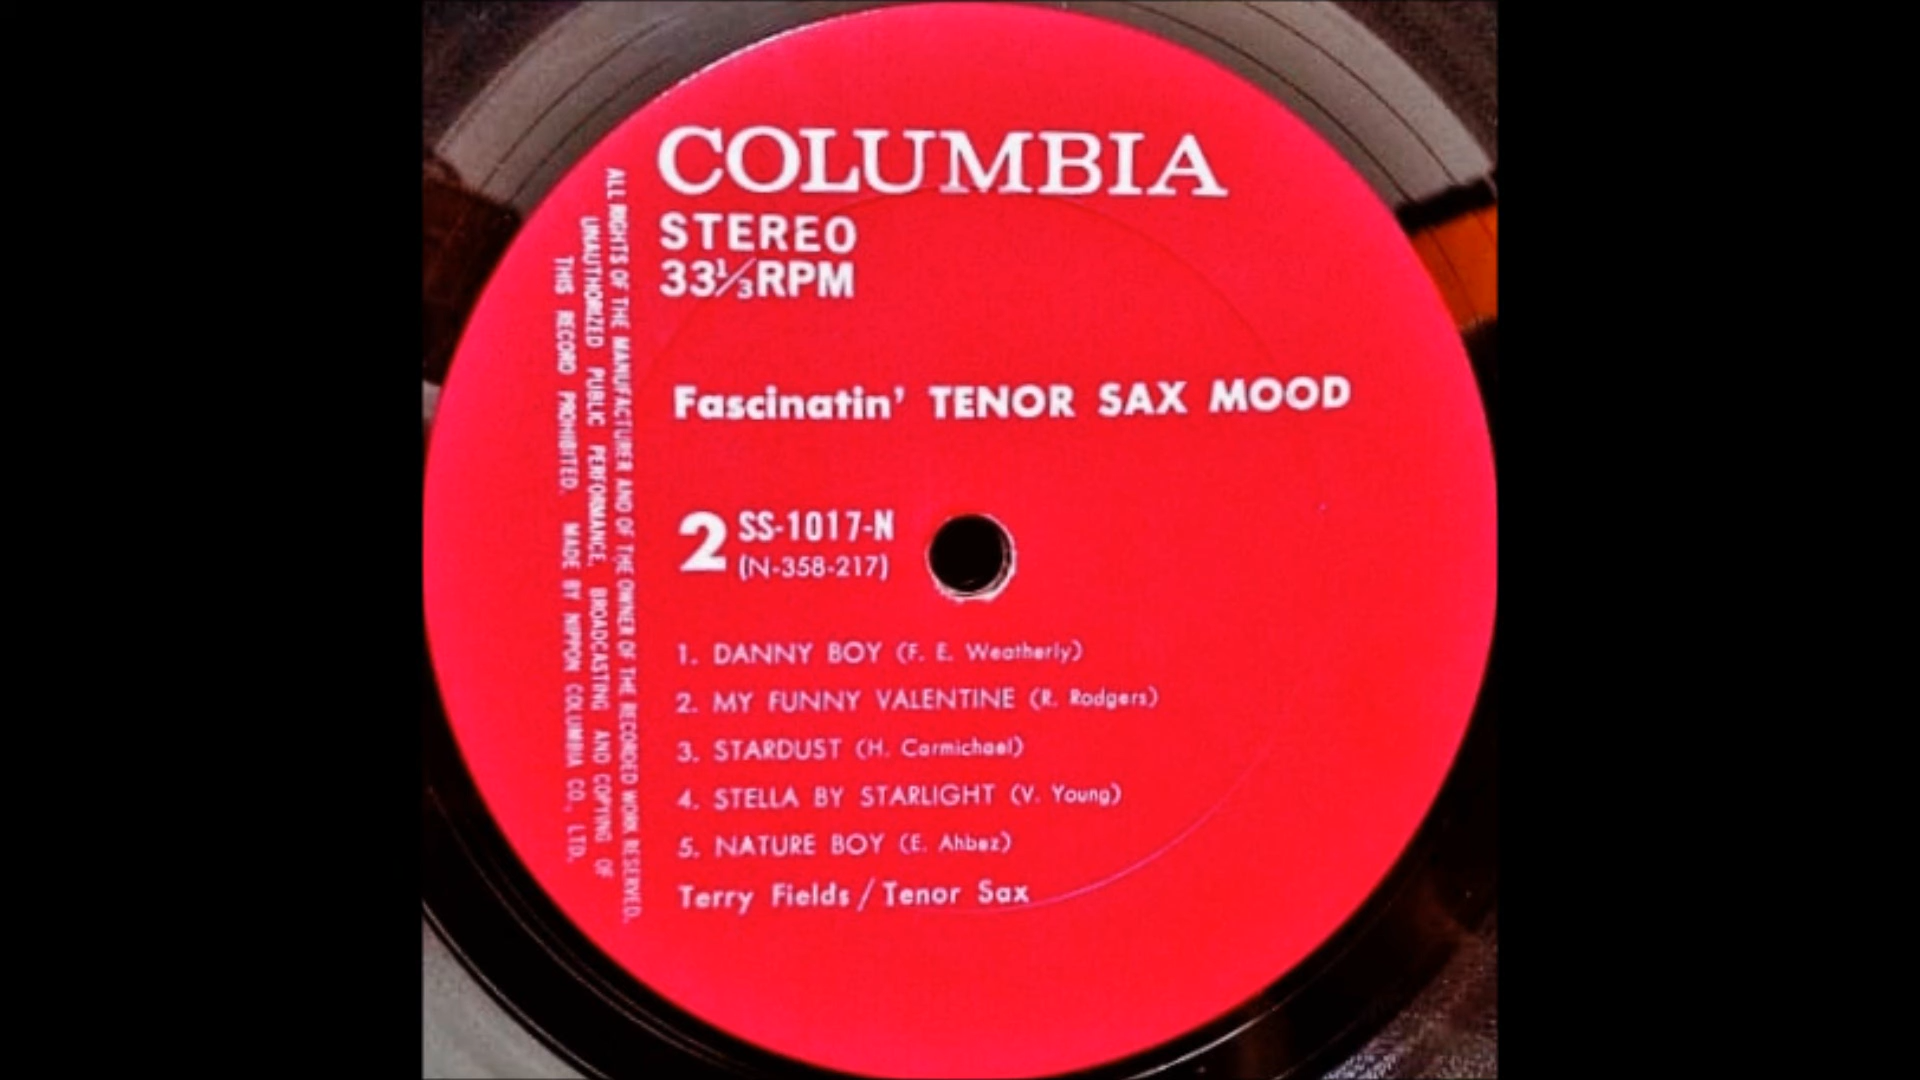 COLUMBIA
STEREO
33⅓RPM
Fascinatin' TENOR SAX MOOD
2 SS-1017-N
(N-358-217)
1. DANNY BOY (F. E. Weatherly)
2. MY FUNNY VALENTINE (R. Rodgers)
3. STARDUST (H. Carmichael)
4. STELLA BY STARLIGHT (V. Young)
5. NATURE BOY (E. Ahbez)
Terry Fields / Tenor Sax
ALL RIGHTS OF THE MANUFACTURER AND OF THE OWNER OF THE RECORDED WORK RESERVED.
UNAUTHORIZED PUBLIC PERFORMANCE, BROADCASTING AND COPYING OF
THIS RECORD PROHIBITED. MADE BY NIPPON COLUMBIA CO., LTD.